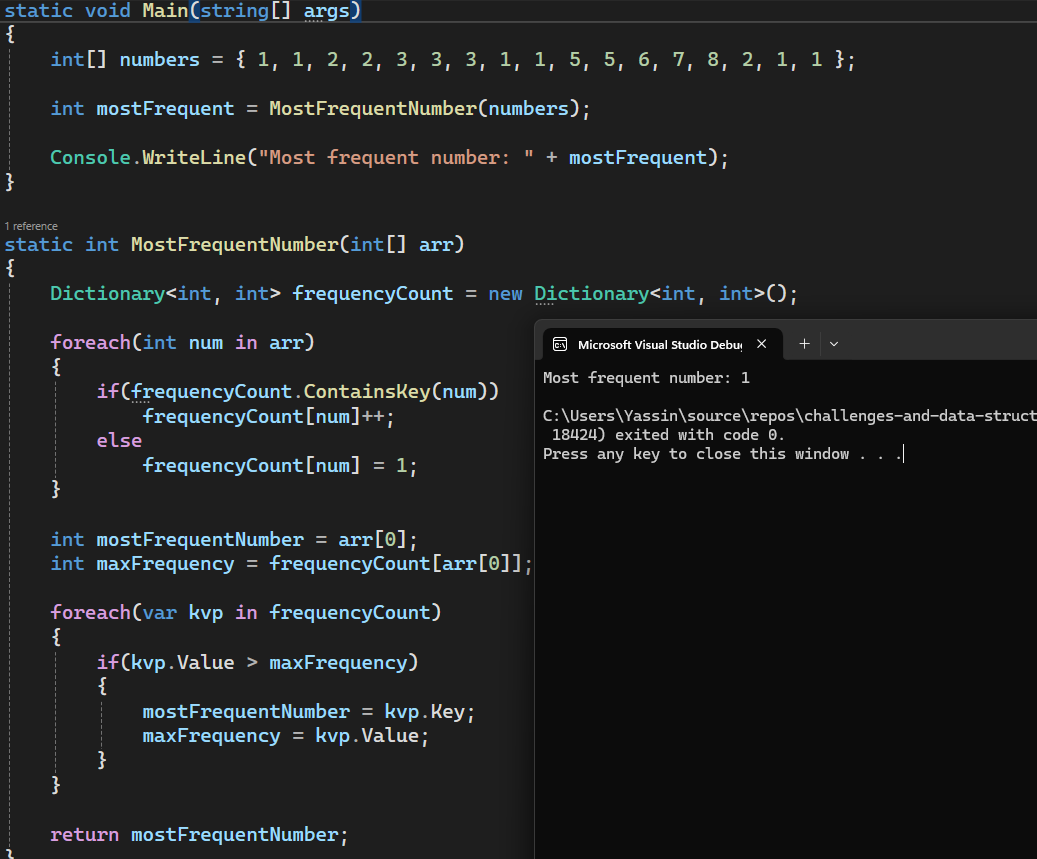 static void Main(string[] args)
{
int[] numbers = { 1, 1, 2, 2, 3, 3, 3, 1, 1, 5, 5, 6, 7, 8, 2, 1, 1 };
int mostFrequent = MostFrequentNumber(numbers);
Console.WriteLine("Most frequent number: " + mostFrequent);
}
1 reference
static int MostFrequentNumber(int[] arr)
{
Dictionary<int, int> frequencyCount = new Dictionary<int, int>();
foreach(int num in arr)
{
if(frequencyCount.ContainsKey(num))
frequencyCount[num]++;
else
frequencyCount[num] = 1;
}
int mostFrequentNumber = arr[0];
int maxFrequency = frequencyCount[arr[0]];
foreach(var kvp in frequencyCount)
{
if(kvp.Value > maxFrequency)
{
mostFrequentNumber = kvp.Key;
maxFrequency = kvp.Value;
}
}
return mostFrequentNumber;
}
Microsoft Visual Studio Debug
Most frequent number: 1
C:\Users\Yassin\source\repos\challenges-and-data-struct
18424) exited with code 0.
Press any key to close this window . . .